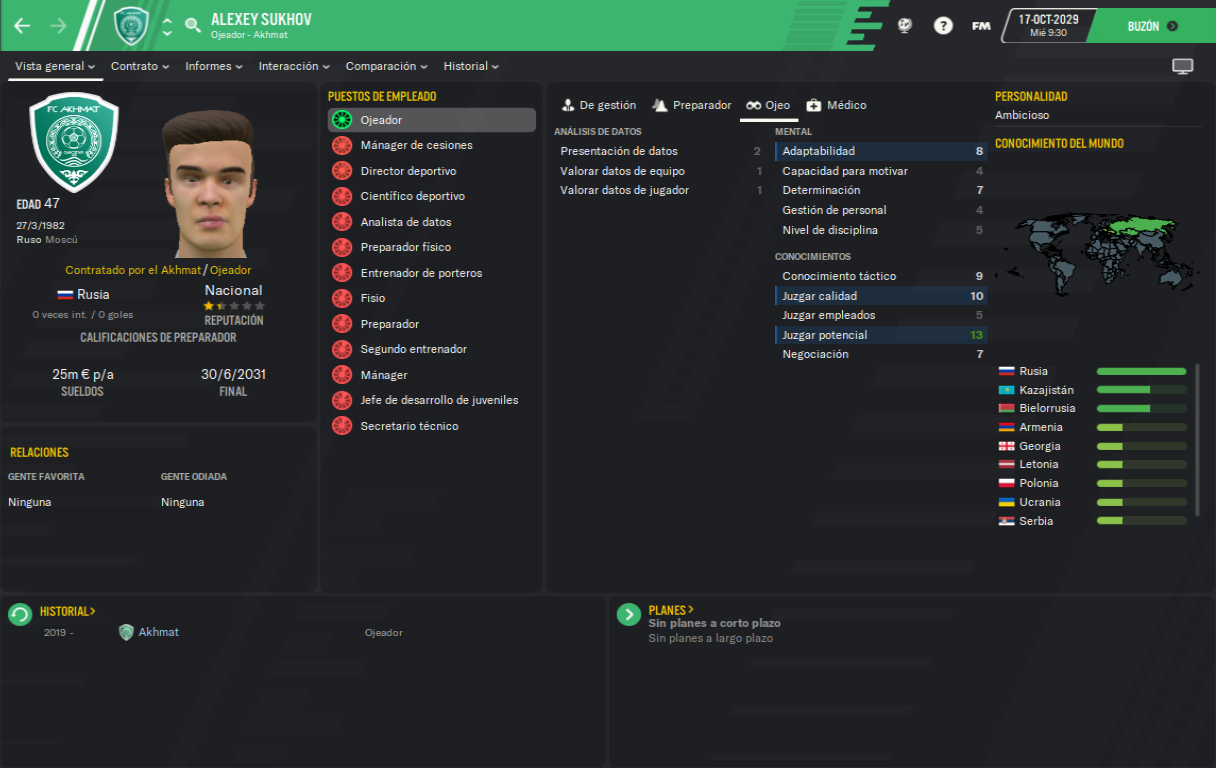 ALEXEY SUKHOV
Ojeador - Akhmat
FM
17-OCT-2029
Mié 9:30
BUZÓN
Vista general
Contrato
Informes
Interacción
Comparación
Historial
FC AKHMAT
EDAD 47
27/3/1982
Ruso Moscú
Contratado por el Akhmat / Ojeador
Rusia
0 veces int. / 0 goles
Nacional
REPUTACIÓN
CALIFICACIONES DE PREPARADOR
25m € p/a
SUELDOS
30/6/2031
FINAL
RELACIONES
GENTE FAVORITA
GENTE ODIADA
Ninguna
Ninguna
PUESTOS DE EMPLEADO
Ojeador
Mánager de cesiones
Director deportivo
Científico deportivo
Analista de datos
Preparador físico
Entrenador de porteros
Fisio
Preparador
Segundo entrenador
Mánager
Jefe de desarrollo de juveniles
Secretario técnico
De gestión
Preparador
Ojeo
Médico
ANÁLISIS DE DATOS
Presentación de datos 2
Valorar datos de equipo 1
Valorar datos de jugador 1
MENTAL
Adaptabilidad 8
Capacidad para motivar 4
Determinación 7
Gestión de personal 4
Nivel de disciplina 5
CONOCIMIENTOS
Conocimiento táctico 9
Juzgar calidad 10
Juzgar empleados 5
Juzgar potencial 13
Negociación 7
PERSONALIDAD
Ambicioso
CONOCIMIENTO DEL MUNDO
Rusia
Kazajistán
Bielorrusia
Armenia
Georgia
Letonia
Polonia
Ucrania
Serbia
HISTORIAL >
2019 - Akhmat Ojeador
PLANES >
Sin planes a corto plazo
Sin planes a largo plazo